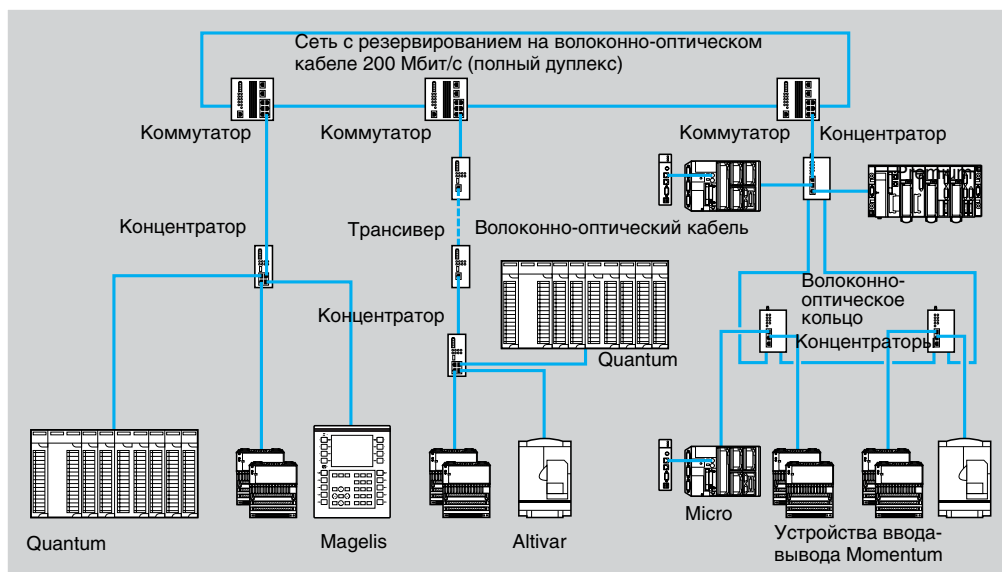 Сеть с резервированием на волоконно-оптическом
кабеле 200 Мбит/с (полный дуплекс)
Коммутатор
Коммутатор
Коммутатор
Концентратор
Концентратор
Трансивер
Волоконно-оптический кабель
Волоконно-
оптическое
кольцо
Концентратор
Концентраторы
Quantum
Micro
Quantum
Magelis
Altivar
Устройства ввода-
вывода Momentum